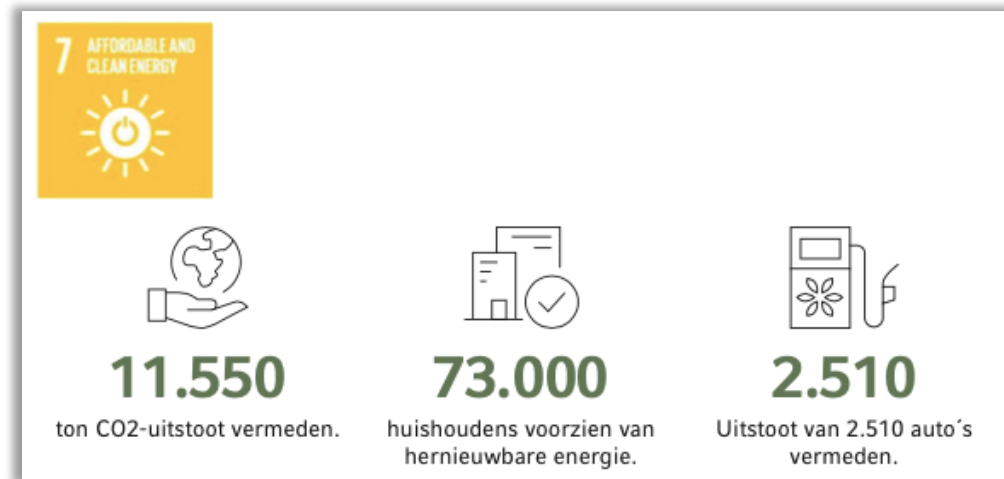 7 AFFORDABLE AND
CLEAN ENERGY
11.550
ton CO2-uitstoot vermeden.
73.000
huishoudens voorzien van
hernieuwbare energie.
2.510
Uitstoot van 2.510 auto´s
vermeden.